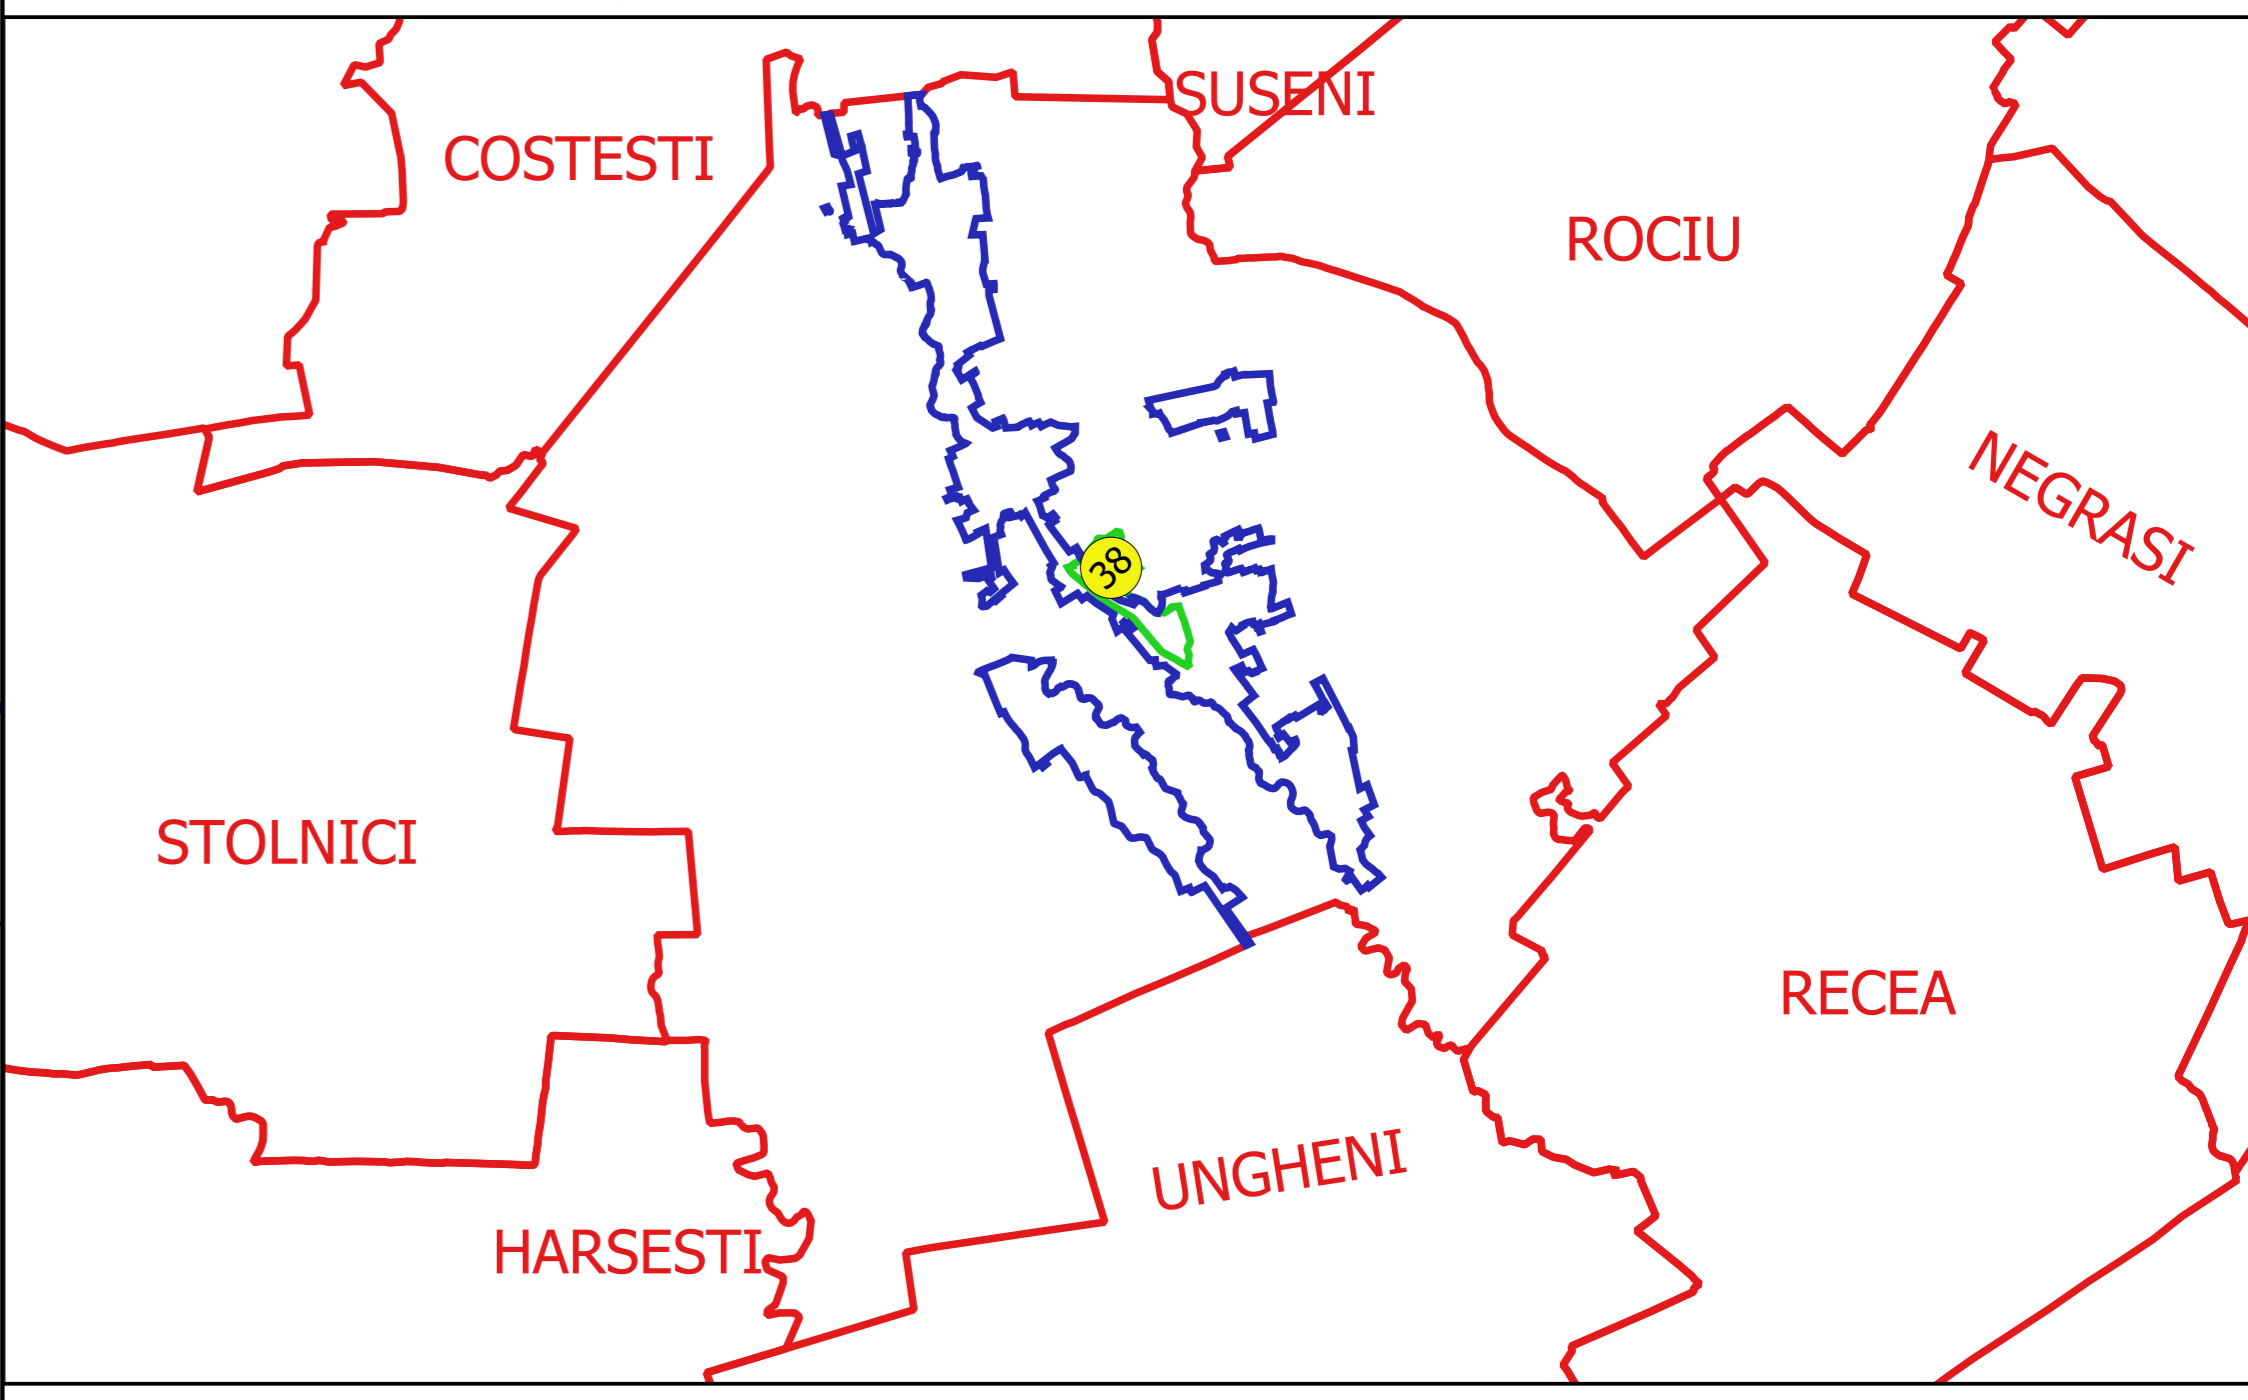 SUSENI
COSTESTI
ROCIU
NEGRASI
38
STOLNICI
RECEA
UNGHENI
HARSESTI